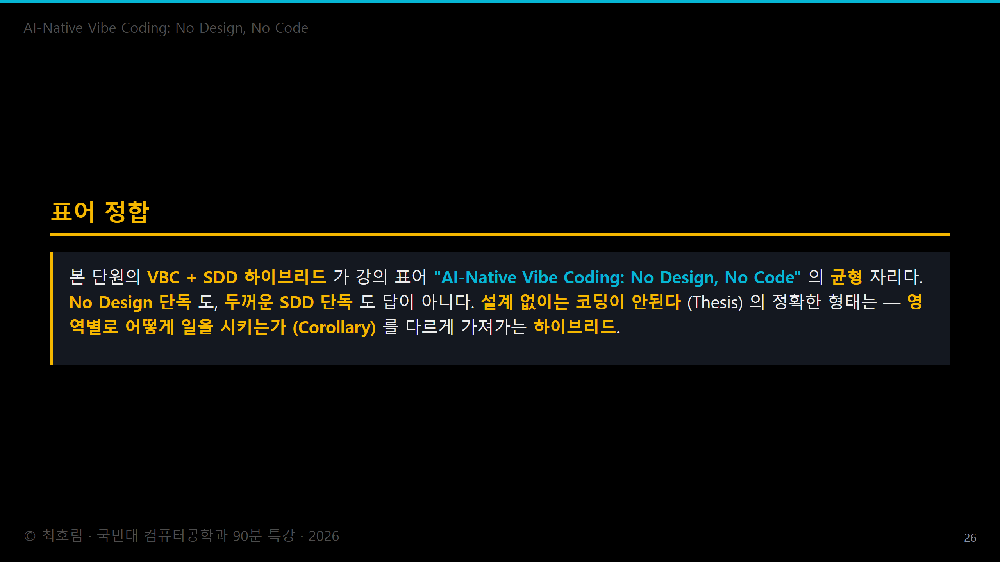 AI-Native Vibe Coding: No Design, No Code
표어 정합
본 단원의 VBC + SDD 하이브리드 가 강의 표어 "AI-Native Vibe Coding: No Design, No Code" 의 균형 자리다.
No Design 단독 도, 두꺼운 SDD 단독 도 답이 아니다. 설계 없이는 코딩이 안된다 (Thesis) 의 정확한 형태는 — 영
역별로 어떻게 일을 시키는가 (Corollary) 를 다르게 가져가는 하이브리드.
© 최호림 · 국민대 컴퓨터공학과 90분 특강 · 2026
26